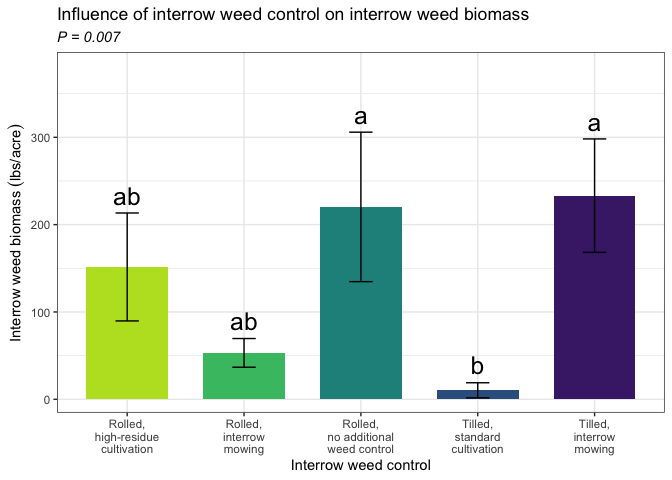 Influence of interrow weed control on interrow weed biomass
P = 0.007
Interrow weed biomass (lbs/acre)
300
200
100
0
ab
ab
a
b
a
Rolled,
high-residue
cultivation
Rolled,
interrow
mowing
Rolled,
no additional
weed control
Tilled,
standard
cultivation
Tilled,
interrow
mowing
Interrow weed control